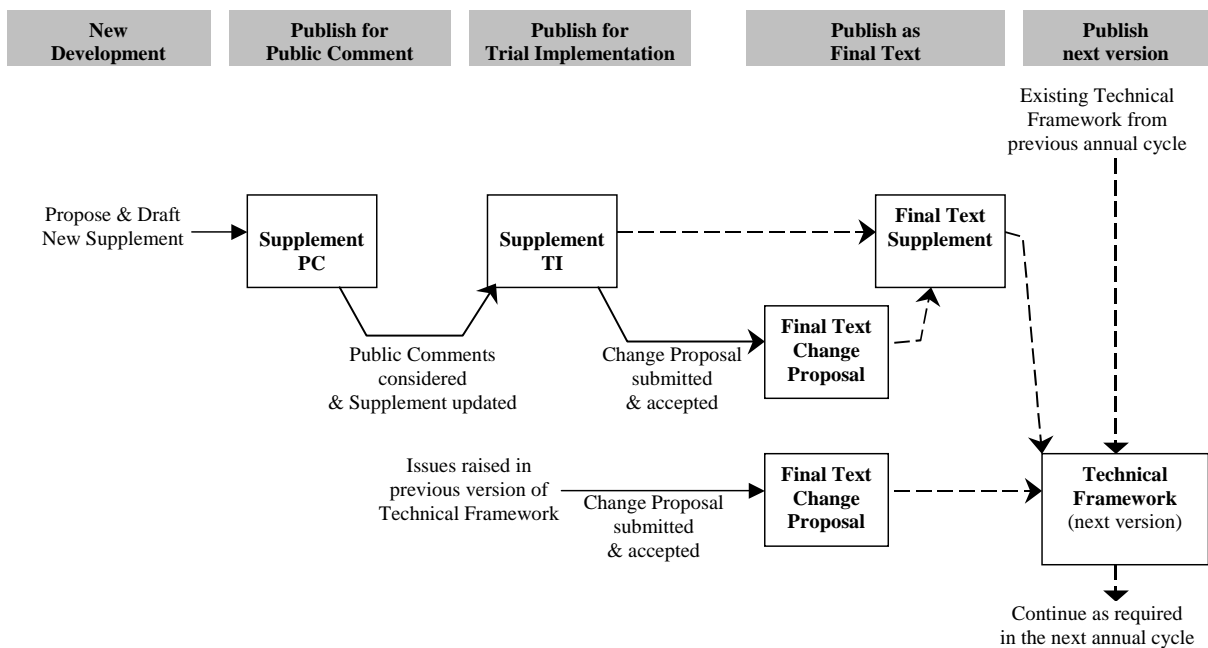 New
Development
Publish for
Public Comment
Publish for
Trial Implementation
Publish as
Final Text
Publish
next version
Existing Technical
Framework from
previous annual cycle
Propose & Draft
New Supplement
Supplement
PC
Supplement
TI
Final Text
Supplement
Public Comments
considered
& Supplement updated
Change Proposal
submitted
& accepted
Final Text
Change
Proposal
Issues raised in
previous version of
Technical Framework
Change Proposal
submitted
& accepted
Final Text
Change
Proposal
Technical
Framework
(next version)
Continue as required
in the next annual cycle